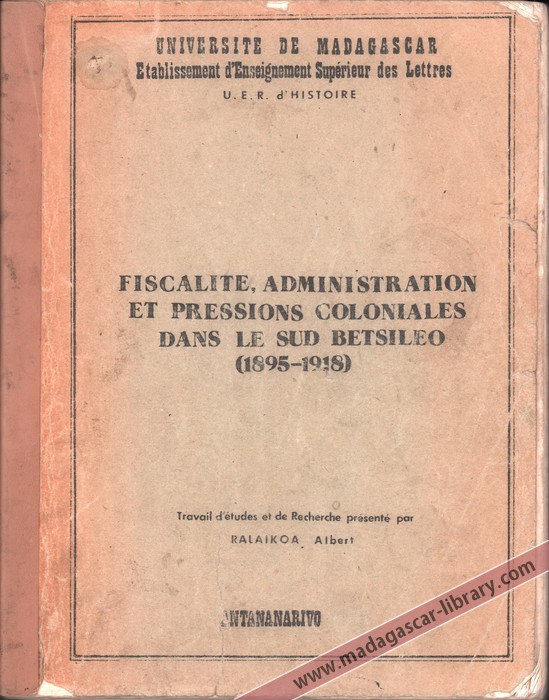 UNIVERSITE DE MADAGASCAR
Etablissement d'Enseignement Supérieur des Lettres
U. E. R. d'HISTOIRE
FISCALITE, ADMINISTRATION
ET PRESSIONS COLONIALES
DANS LE SUD BETSILEO
(1895-1918)
Travail d'études et de Recherche présenté par
RALAIKOA Albert
ANTANANARIVO
www.madagascar-library.com